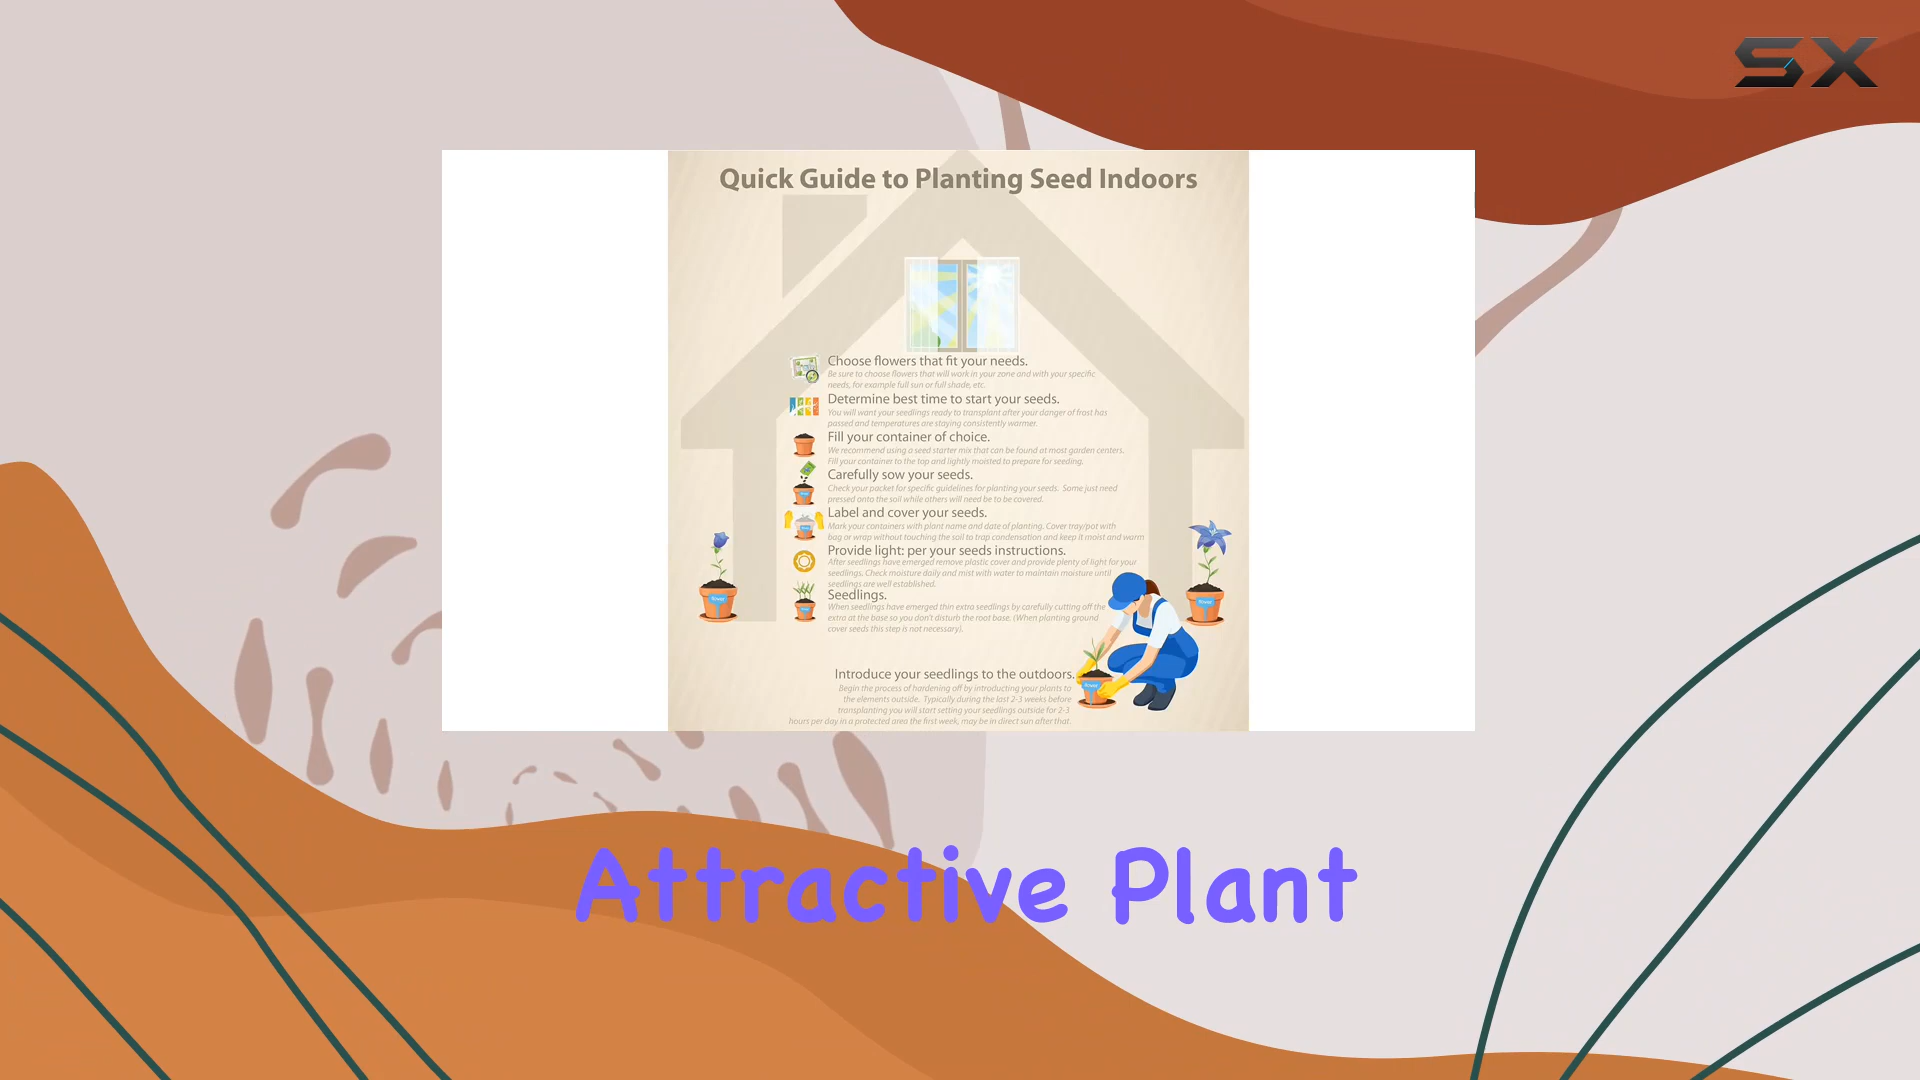 SX
Quick Guide to Planting Seed Indoors
Choose flowers that fit your needs.
Be sure to choose flowers that will work in your zone and with your specific
needs, for example full sun or full shade, etc.
Determine best time to start your seeds.
You will want your seedlings ready to transplant after your danger of frost has
passed and temperatures are staying consistently warmer.
Fill your container of choice.
We recommend using a seed starter mix that can be found at most garden centers.
Fill your container to the top and lightly moisted to prepare for seeding.
Carefully sow your seeds.
Check your packet for specific guidelines for planting your seeds. Some just need
pressed onto the soil while others will need be to be covered.
Label and cover your seeds.
Mark your containers with plant name and date of planting. Cover tray/pot with
bag or wrap without touching the soil to trap condensation and keep it moist and warm
Provide light: per your seeds instructions.
After seedlings have emerged remove plastic cover and provide plenty of light for your
seedlings. Check moisture daily and mist with water to maintain moisture until
seedlings are well established.
Seedlings.
When seedlings have emerged thin extra seedlings by carefully cutting off the
extra at the base so you don't disturb the root base. (When planting ground
cover seeds this step is not necessary).
Introduce your seedlings to the outdoors.
Begin the process of hardening off by introducting your plants to
the elements outside. Typically during the last 2-3 weeks before
transplanting you will start setting your seedlings outside for 2-3
hours per day in a protected area the first week, may be in direct sun after that.
Attractive Plant